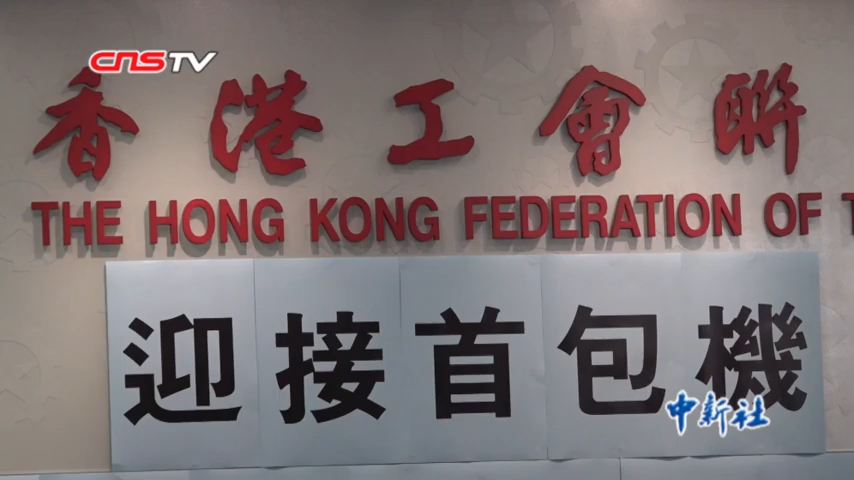 CNSTV
香港工會聯
THE HONG KONG FEDERATION OF T
迎接首包機
中新社